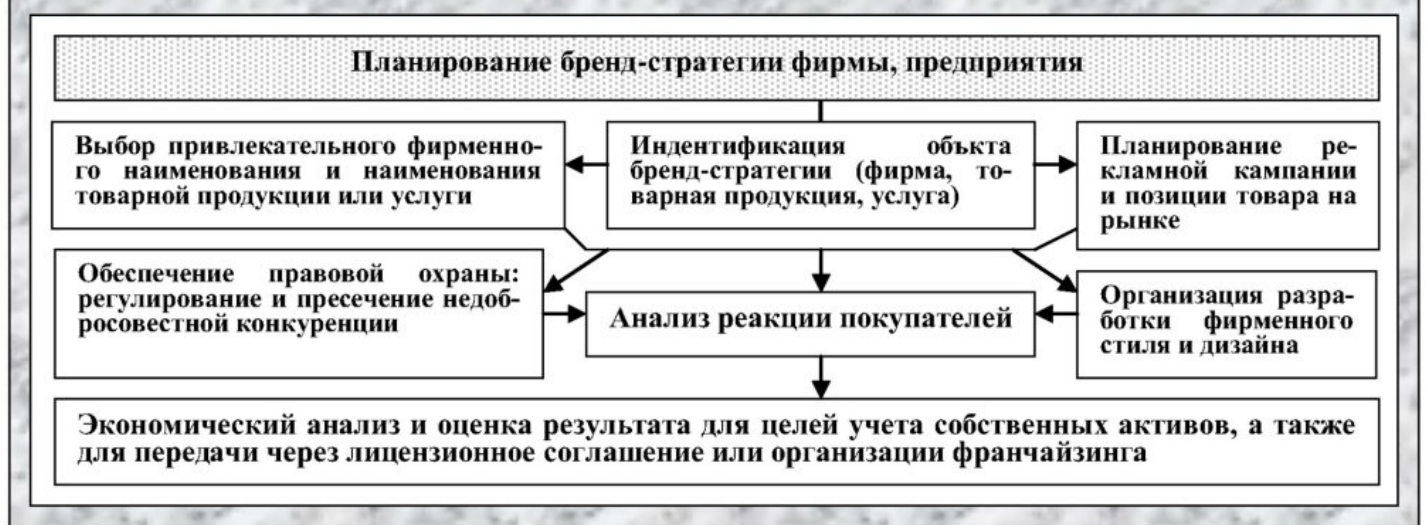 Планирование бренд-стратегии фирмы, предприятия
Выбор привлекательного фирменно-
го наименования и наименования
товарной продукции или услуги
Индентификация объкта
бренд-стратегии (фирма, то-
варная продукция, услуга)
Планирование ре-
кламной кампании
и позиции товара на
рынке
Обеспечение правовой охраны:
регулирование и пресечение недоб-
росовестной конкуренции
Анализ реакции покупателей
Организация разра-
ботки фирменного
стиля и дизайна
Экономический анализ и оценка результата для целей учета собственных активов, а также
для передачи через лицензионное соглашение или организации франчайзинга